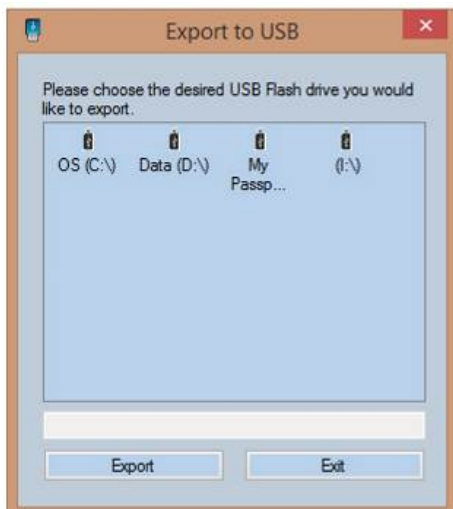 Export to USB
Please choose the desired USB Flash drive you would
like to export.
OS (C:\) Data (D:\) My Passp... (I:\)
Export Exit